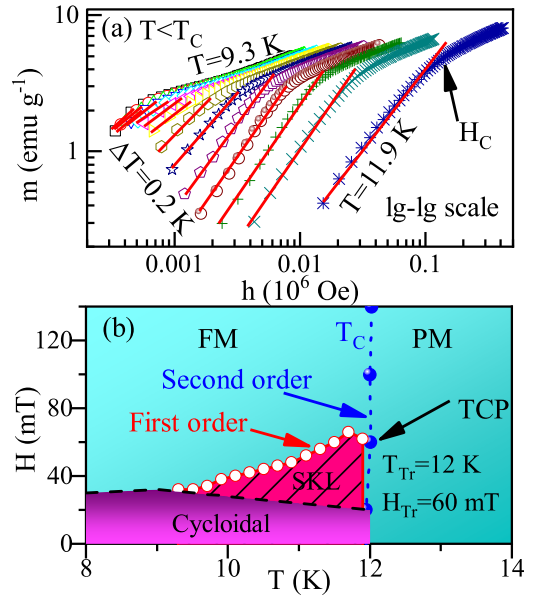 (a) T<T_C
T=9.3 K
ΔT=0.2 K
T=11.9 K
H_C
lg-lg scale
10
1
m (emu g⁻¹)
0.001 0.01 0.1
h (10⁶ Oe)
(b) FM T_C PM
Second order
First order
TCP
SKL
T_Tr=12 K
H_Tr=60 mT
Cycloidal
120
80
40
0
H (mT)
8 10 12 14
T (K)